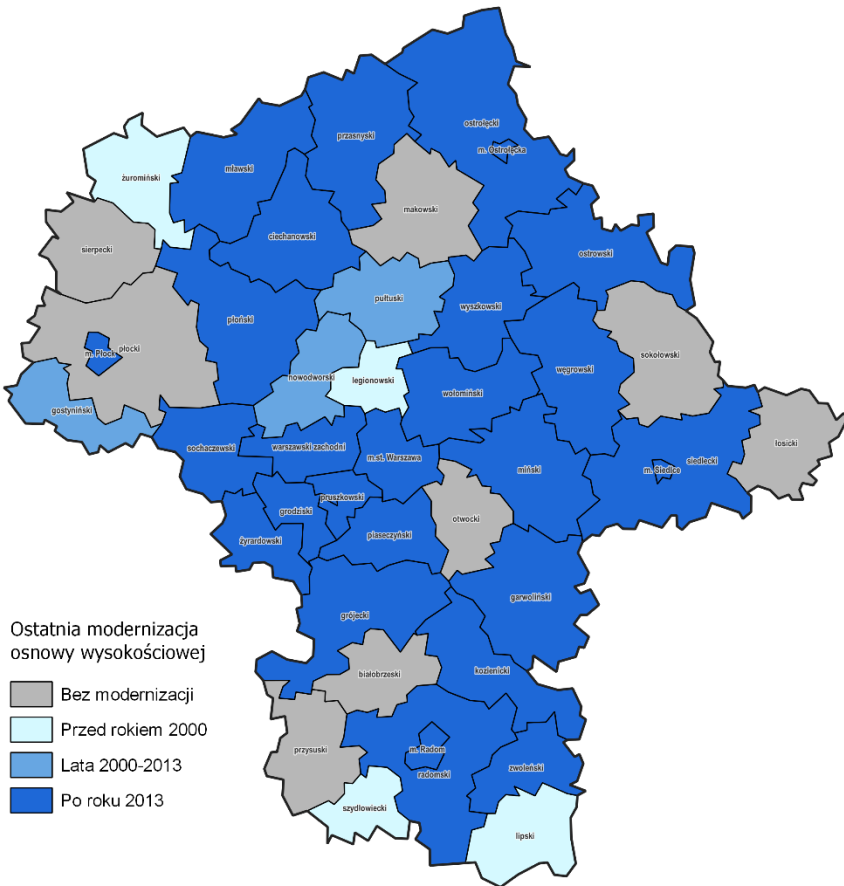 ostrołęcki
przasnyski
m. Ostrołęka
żuromiński
mławski
makowski
ciechanowski
sierpecki
ostrowski
pułtuski
wyszkowski
płoński
płocki
m. Płock
sokołowski
węgrowski
nowodworski
legionowski
wołomiński
gostyniński
sochaczewski
warszawski zachodni
m.st. Warszawa
łosicki
siedlecki
m. Siedlce
miński
pruszkowski
grodziski
otwocki
piaseczyński
żyrardowski
garwoliński
grójecki
Ostatnia modernizacja
osnowy wysokościowej
białobrzeski
kozienicki
Bez modernizacji
Przed rokiem 2000
przysuski
m. Radom
Lata 2000-2013
zwoleński
radomski
Po roku 2013
szydłowiecki
lipski